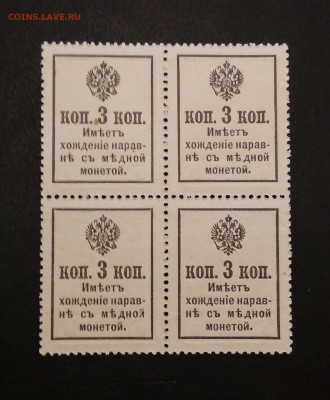 COINS.LAVE.RU
КОП. 3 КОП.
Имѣетъ
хожденіе нарав-
нѣ съ мѣдной
монетой.
КОП. 3 КОП.
Имѣетъ
хожденіе нарав-
нѣ съ мѣдной
монетой.
КОП. 3 КОП.
Имѣетъ
хожденіе нарав-
нѣ съ мѣдной
монетой.
КОП. 3 КОП.
Имѣетъ
хожденіе нарав-
нѣ съ мѣдной
монетой.